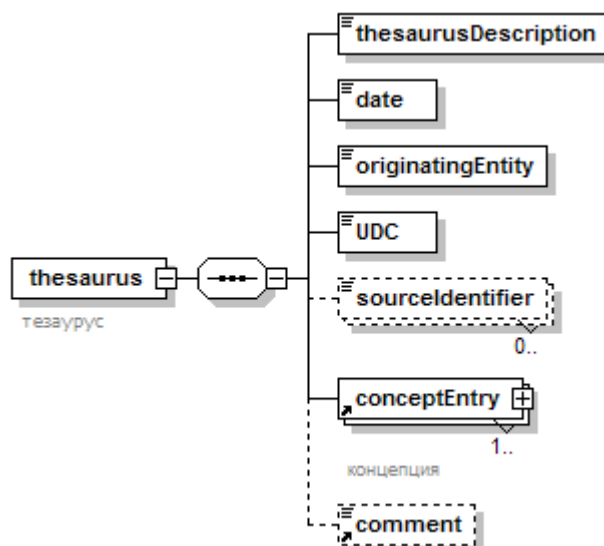 thesaurusDescription
date
originatingEntity
UDC
thesaurus
тезаурус
sourceIdentifier
0..
conceptEntry
1..
концепция
comment